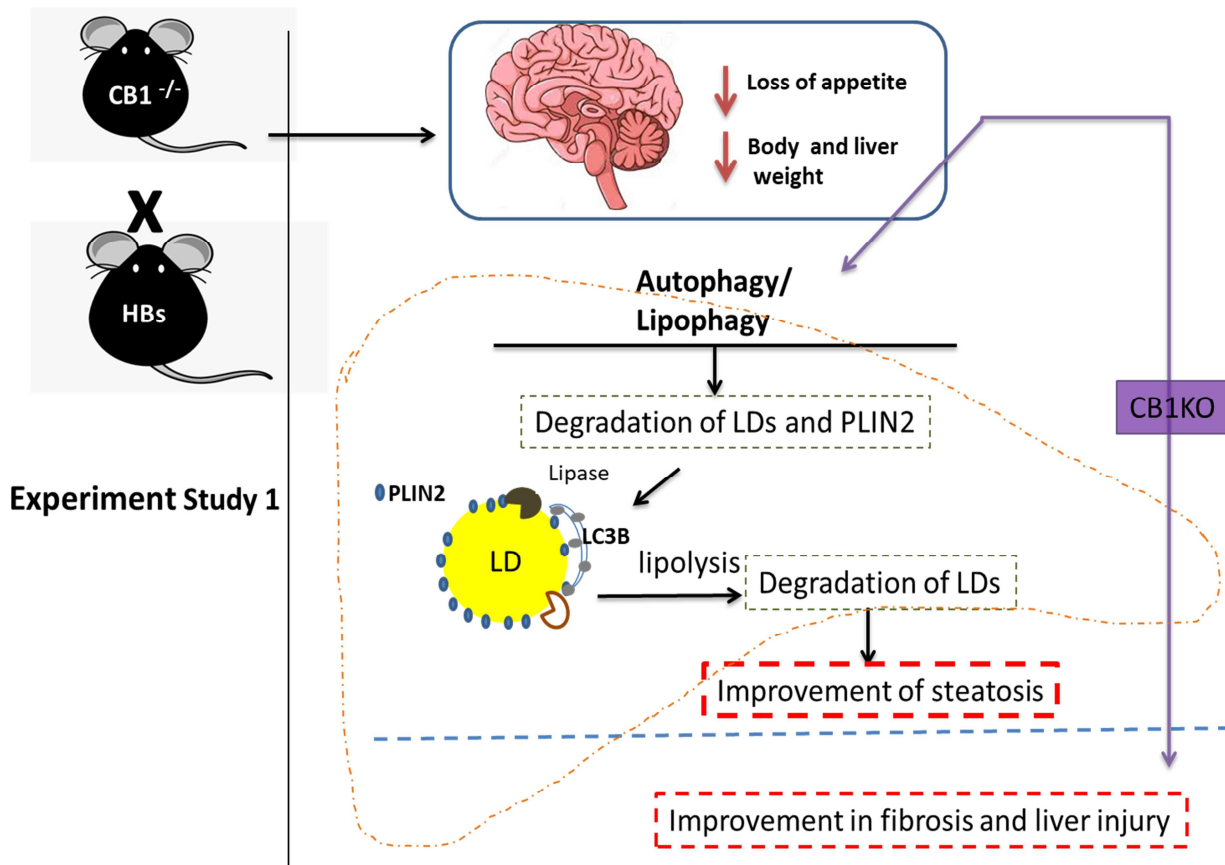 CB1 -/-
X
HBs
Experiment Study 1
Loss of appetite
Body and liver
weight
Autophagy/
Lipophagy
CB1KO
Degradation of LDs and PLIN2
Lipase
PLIN2
LC3B
LD
lipolysis
Degradation of LDs
Improvement of steatosis
Improvement in fibrosis and liver injury